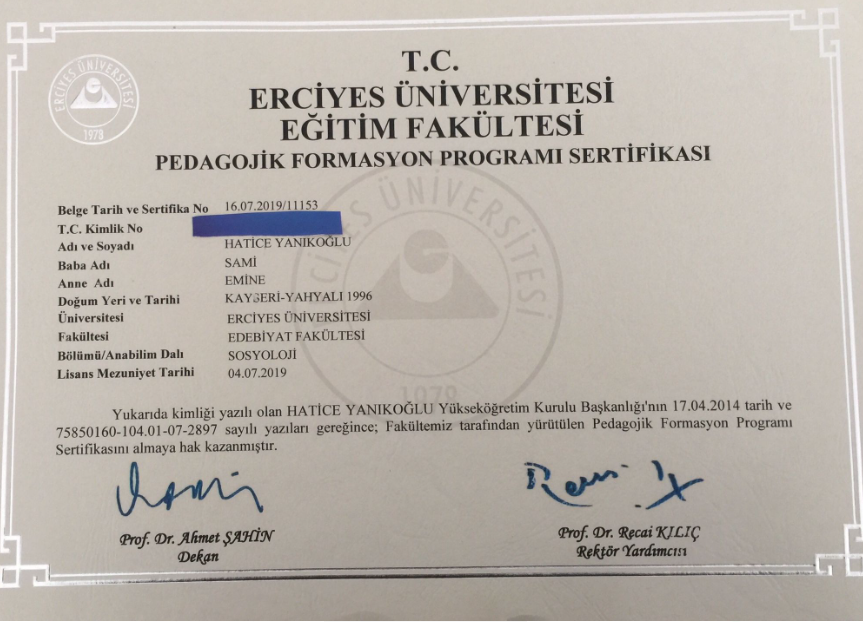 ERCİYES ÜNİVERSİTESİ
1978
T.C.
ERCİYES ÜNİVERSİTESİ
EĞİTİM FAKÜLTESİ
PEDAGOJİK FORMASYON PROGRAMI SERTİFİKASI
Belge Tarih ve Sertifika No 16.07.2019/11153
T.C. Kimlik No
Adı ve Soyadı HATİCE YANIKOĞLU
Baba Adı SAMİ
Anne Adı EMİNE
Doğum Yeri ve Tarihi KAYSERİ-YAHYALI 1996
Üniversitesi ERCİYES ÜNİVERSİTESİ
Fakültesi EDEBİYAT FAKÜLTESİ
Bölümü/Anabilim Dalı SOSYOLOJİ
Lisans Mezuniyet Tarihi 04.07.2019
Yukarıda kimliği yazılı olan HATİCE YANIKOĞLU Yükseköğretim Kurulu Başkanlığı'nın 17.04.2014 tarih ve
75850160-104.01-07-2897 sayılı yazıları gereğince; Fakültemiz tarafından yürütülen Pedagojik Formasyon Programı
Sertifikasını almaya hak kazanmıştır.
Prof. Dr. Ahmet ŞAHİN
Dekan
Prof. Dr. Recai KILIÇ
Rektör Yardımcısı